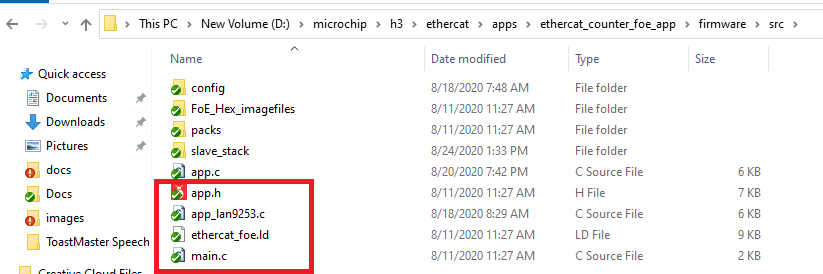 This PC > New Volume (D:) > microchip > h3 > ethercat > apps > ethercat_counter_foe_app > firmware > src >
Name Date modified Type Size
Quick access
Documents
Downloads
Pictures
docs
Docs
images
ToastMaster Speech
Creative Cloud Files
config 8/18/2020 7:48 AM File folder
FoE_Hex_imagefiles 8/11/2020 11:27 AM File folder
packs 8/11/2020 11:27 AM File folder
slave_stack 8/24/2020 1:33 PM File folder
app.c 8/20/2020 7:42 PM C Source File 6 KB
app.h 8/11/2020 11:27 AM H File 7 KB
app_lan9253.c 8/18/2020 8:29 AM C Source File 6 KB
ethercat_foe.ld 8/11/2020 11:27 AM LD File 9 KB
main.c 8/11/2020 11:27 AM C Source File 2 KB